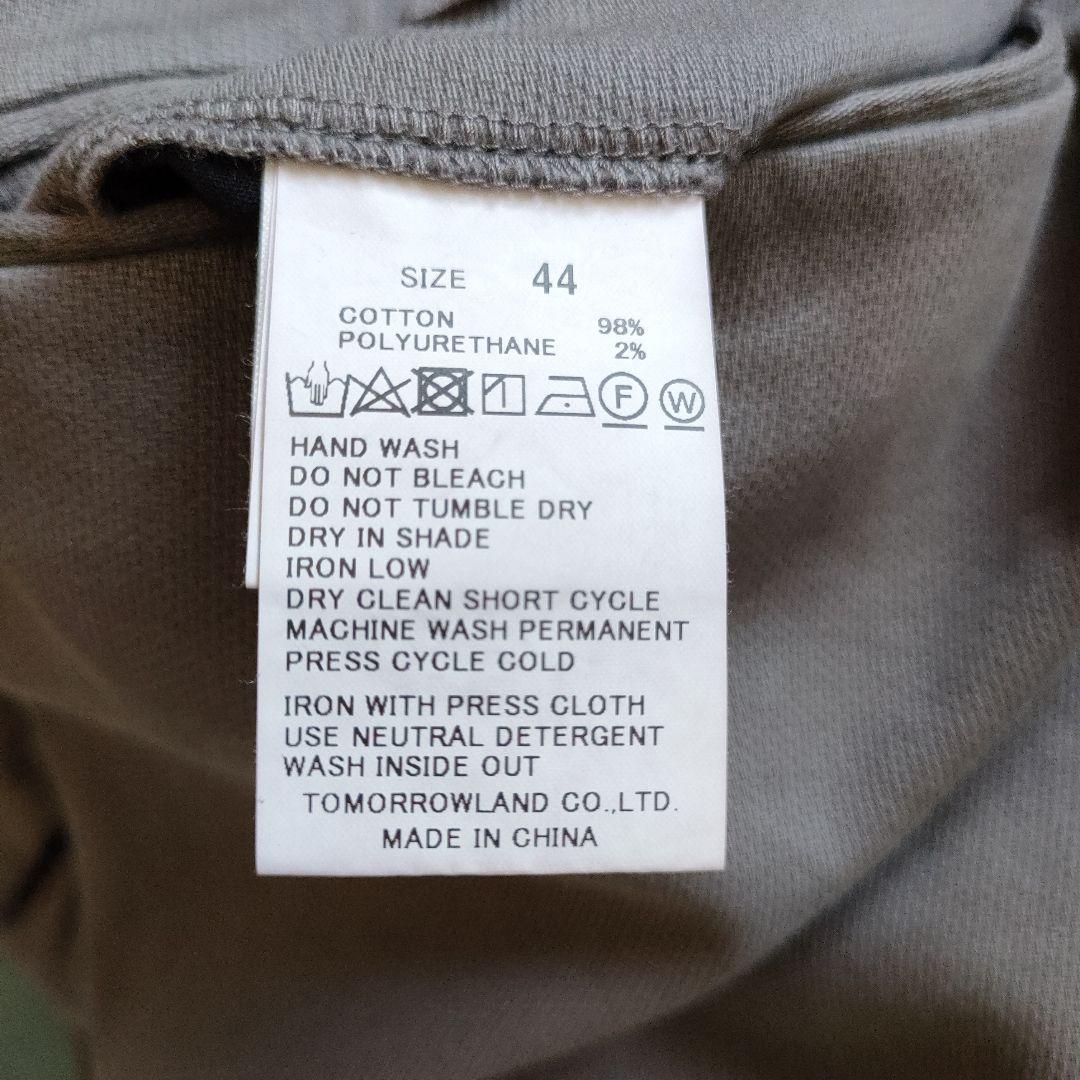 SIZE 44
COTTON 98%
POLYURETHANE 2%
F W
HAND WASH
DO NOT BLEACH
DO NOT TUMBLE DRY
DRY IN SHADE
IRON LOW
DRY CLEAN SHORT CYCLE
MACHINE WASH PERMANENT
PRESS CYCLE COLD
IRON WITH PRESS CLOTH
USE NEUTRAL DETERGENT
WASH INSIDE OUT
TOMORROWLAND CO.,LTD.
MADE IN CHINA